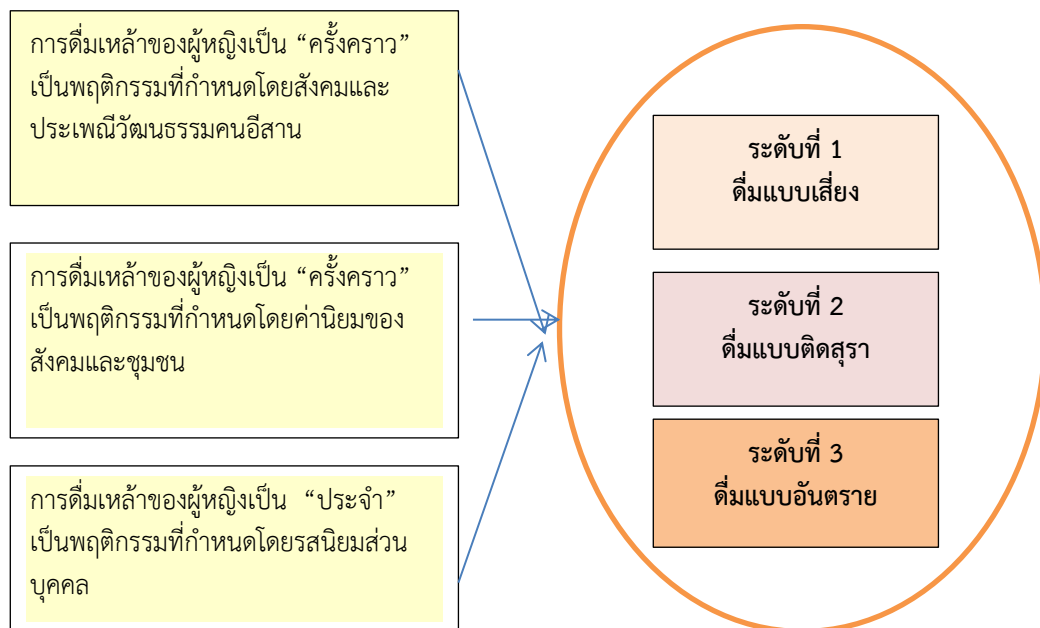 การดื่มเหล้าของผู้หญิงเป็น “ครั้งคราว”
เป็นพฤติกรรมที่กำหนดโดยสังคมและ
ประเพณีวัฒนธรรมคนอีสาน
การดื่มเหล้าของผู้หญิงเป็น “ครั้งคราว”
เป็นพฤติกรรมที่กำหนดโดยค่านิยมของ
สังคมและชุมชน
การดื่มเหล้าของผู้หญิงเป็น “ประจำ”
เป็นพฤติกรรมที่กำหนดโดยรสนิยมส่วน
บุคคล
ระดับที่ 1
ดื่มแบบเสี่ยง
ระดับที่ 2
ดื่มแบบติดสุรา
ระดับที่ 3
ดื่มแบบอันตราย